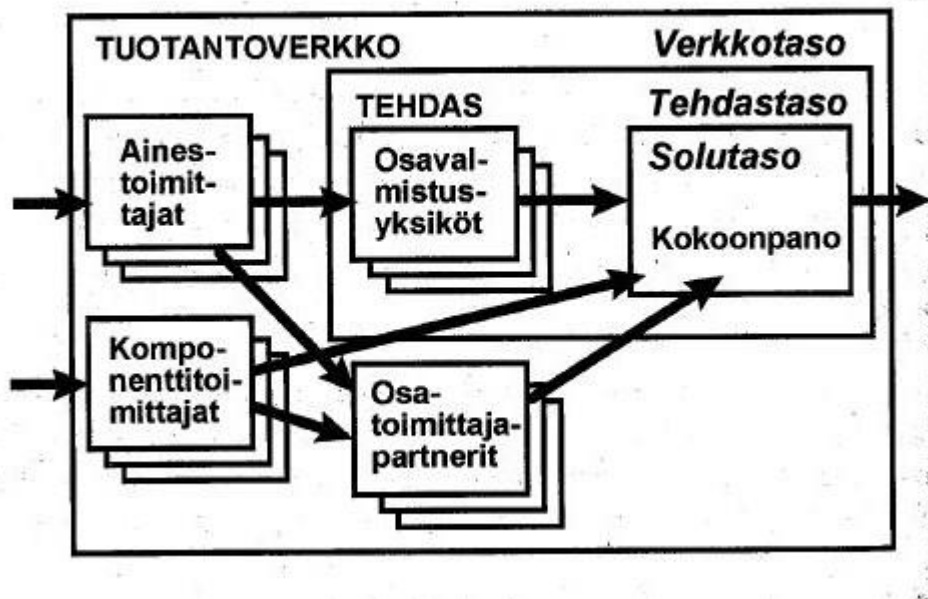 TUOTANTOVERKKO
Verkkotaso
TEHDAS
Tehdastaso
Aines-
toimit-
tajat
Osaval-
mistus-
yksiköt
Solutaso
Kokoonpano
Kompo-
nenttitoi-
mittajat
Osa-
toimittaja-
partnerit